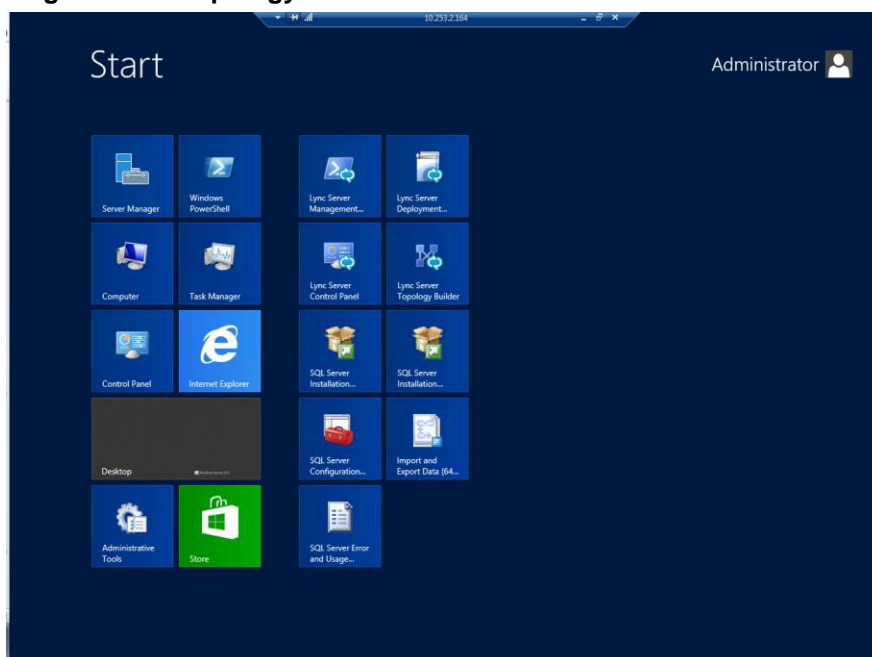 10.253.2.164
Start
Administrator
Server Manager
Windows
PowerShell
Lync Server
Management...
Lync Server
Deployment...
Computer
Task Manager
Lync Server
Control Panel
Lync Server
Topology Builder
Control Panel
Internet Explorer
SQL Server
Installation...
SQL Server
Installation...
Desktop
SQL Server
Configuration...
Import and
Export Data (64...
Administrative
Tools
Store
SQL Server Error
and Usage...